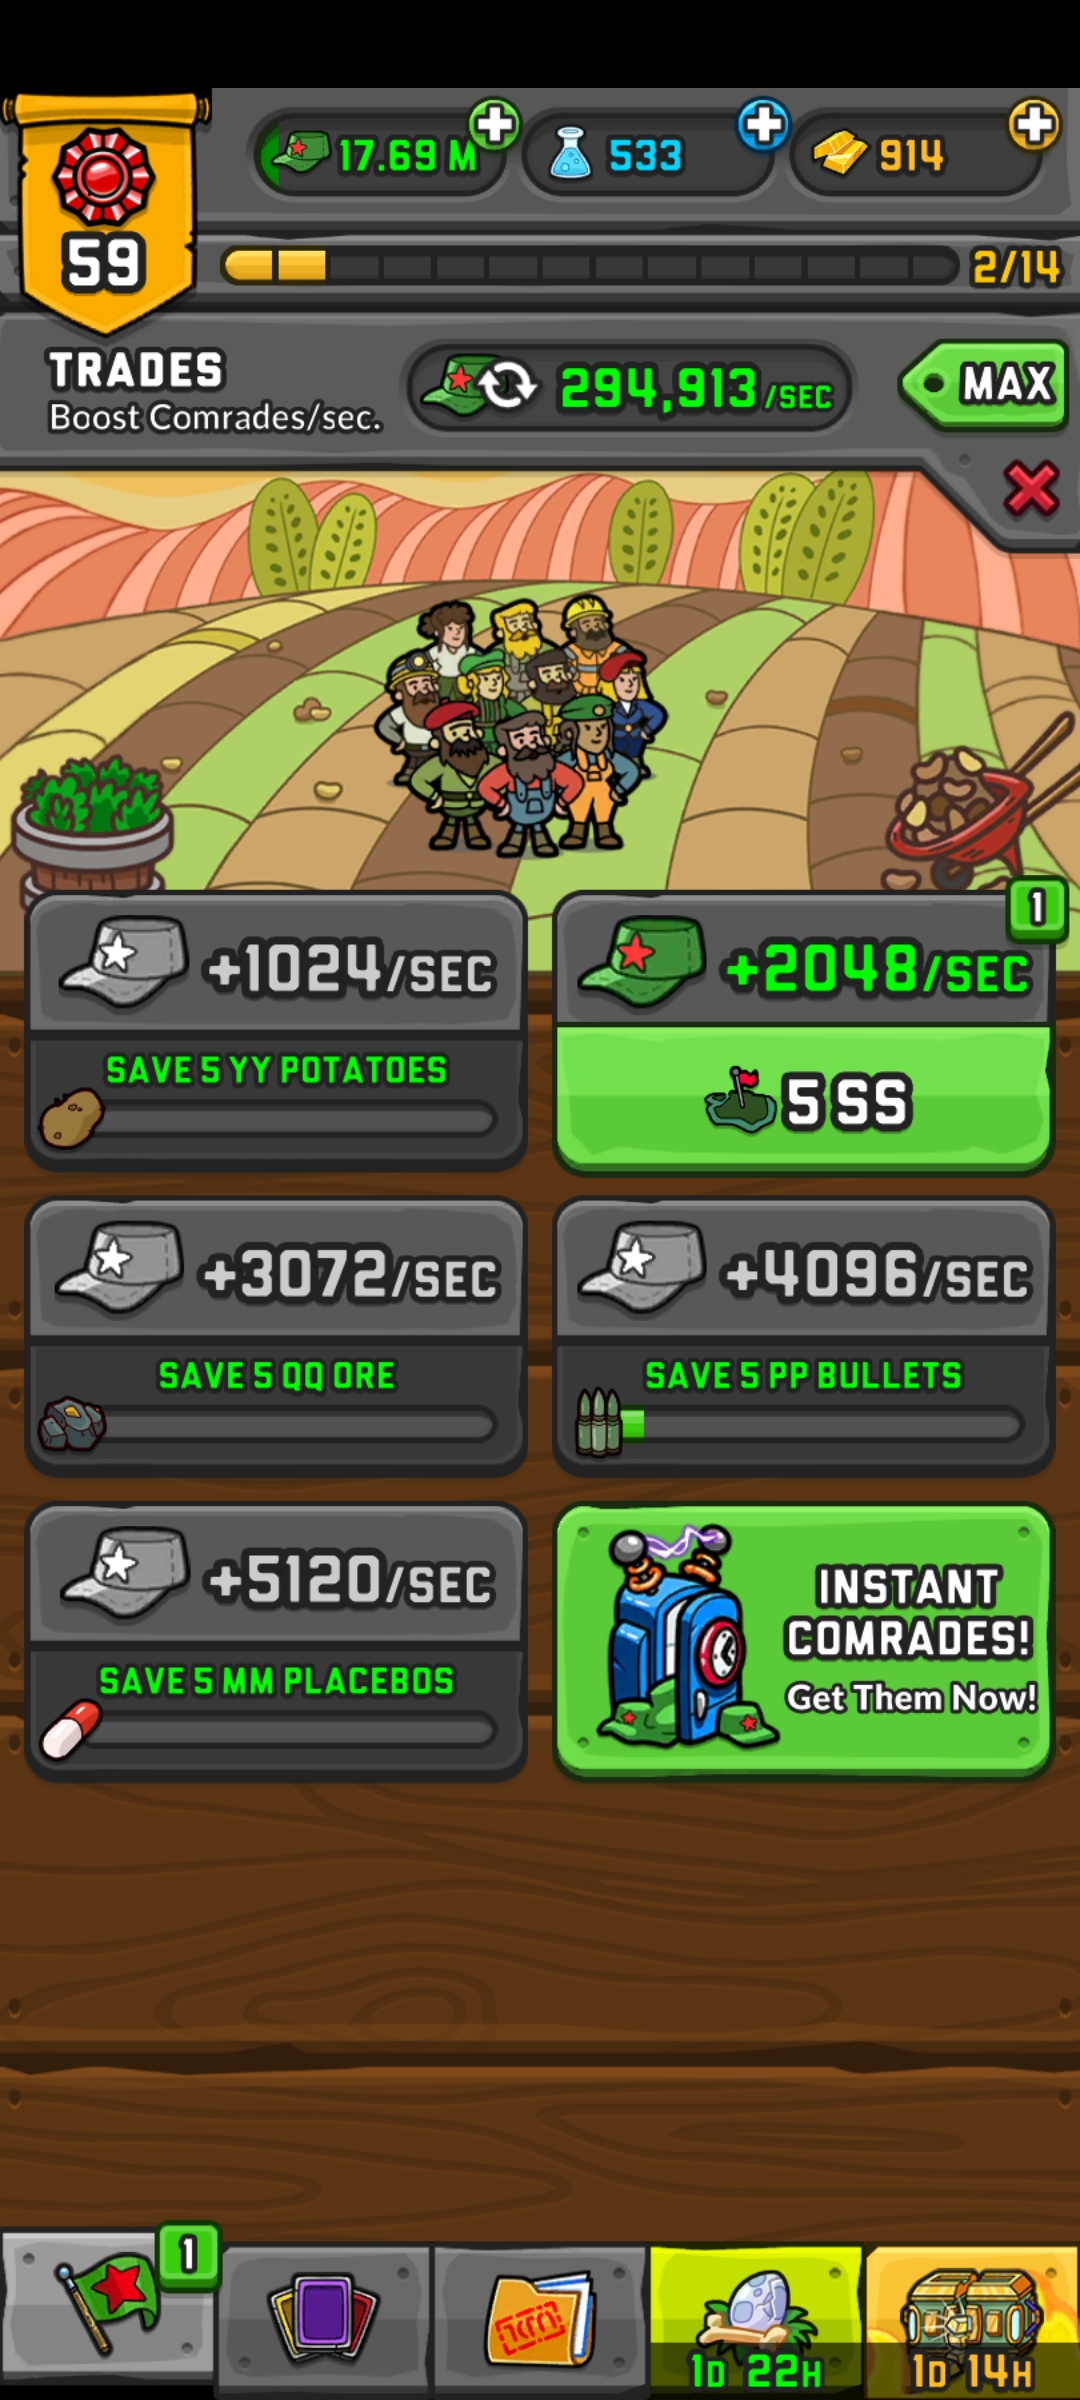 17.69 M
533
914
59
2/14
TRADES
Boost Comrades/sec.
294,913/SEC
MAX
+1024/SEC
SAVE 5 YY POTATOES
1
+2048/SEC
5 SS
+3072/SEC
SAVE 5 QQ ORE
+4096/SEC
SAVE 5 PP BULLETS
+5120/SEC
SAVE 5 MM PLACEBOS
INSTANT
COMRADES!
Get Them Now!
1
1D 22H
1D 14H